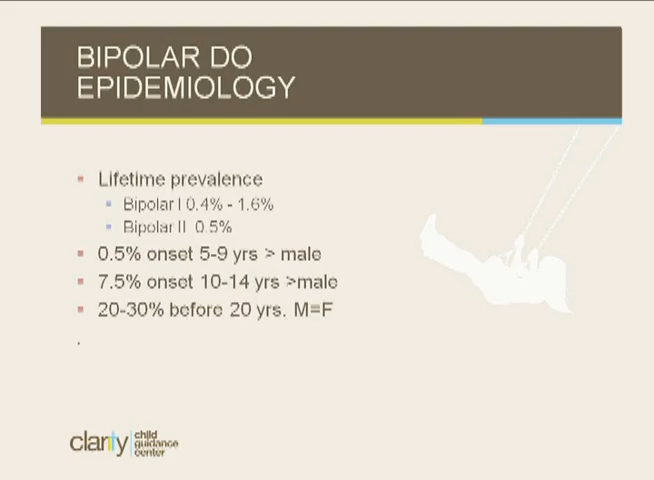 BIPOLAR DO
EPIDEMIOLOGY
Lifetime prevalence
Bipolar I 0.4% - 1.6%
Bipolar II 0.5%
0.5% onset 5-9 yrs > male
7.5% onset 10-14 yrs >male
20-30% before 20 yrs. M=F
.
clarity
child
guidance
center